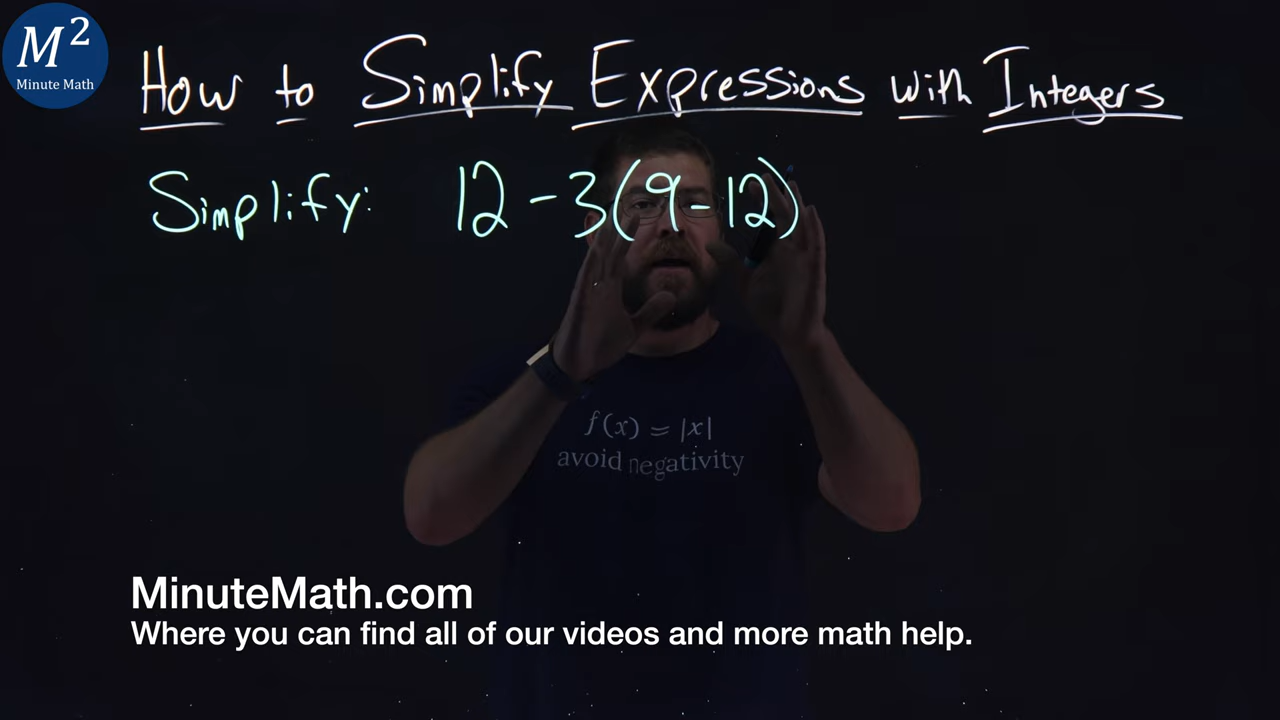 M²
Minute Math
How to Simplify Expressions with Integers
Simplify: 12 - 3(9-12)
f(x) = |x|
avoid negativity
MinuteMath.com
Where you can find all of our videos and more math help.